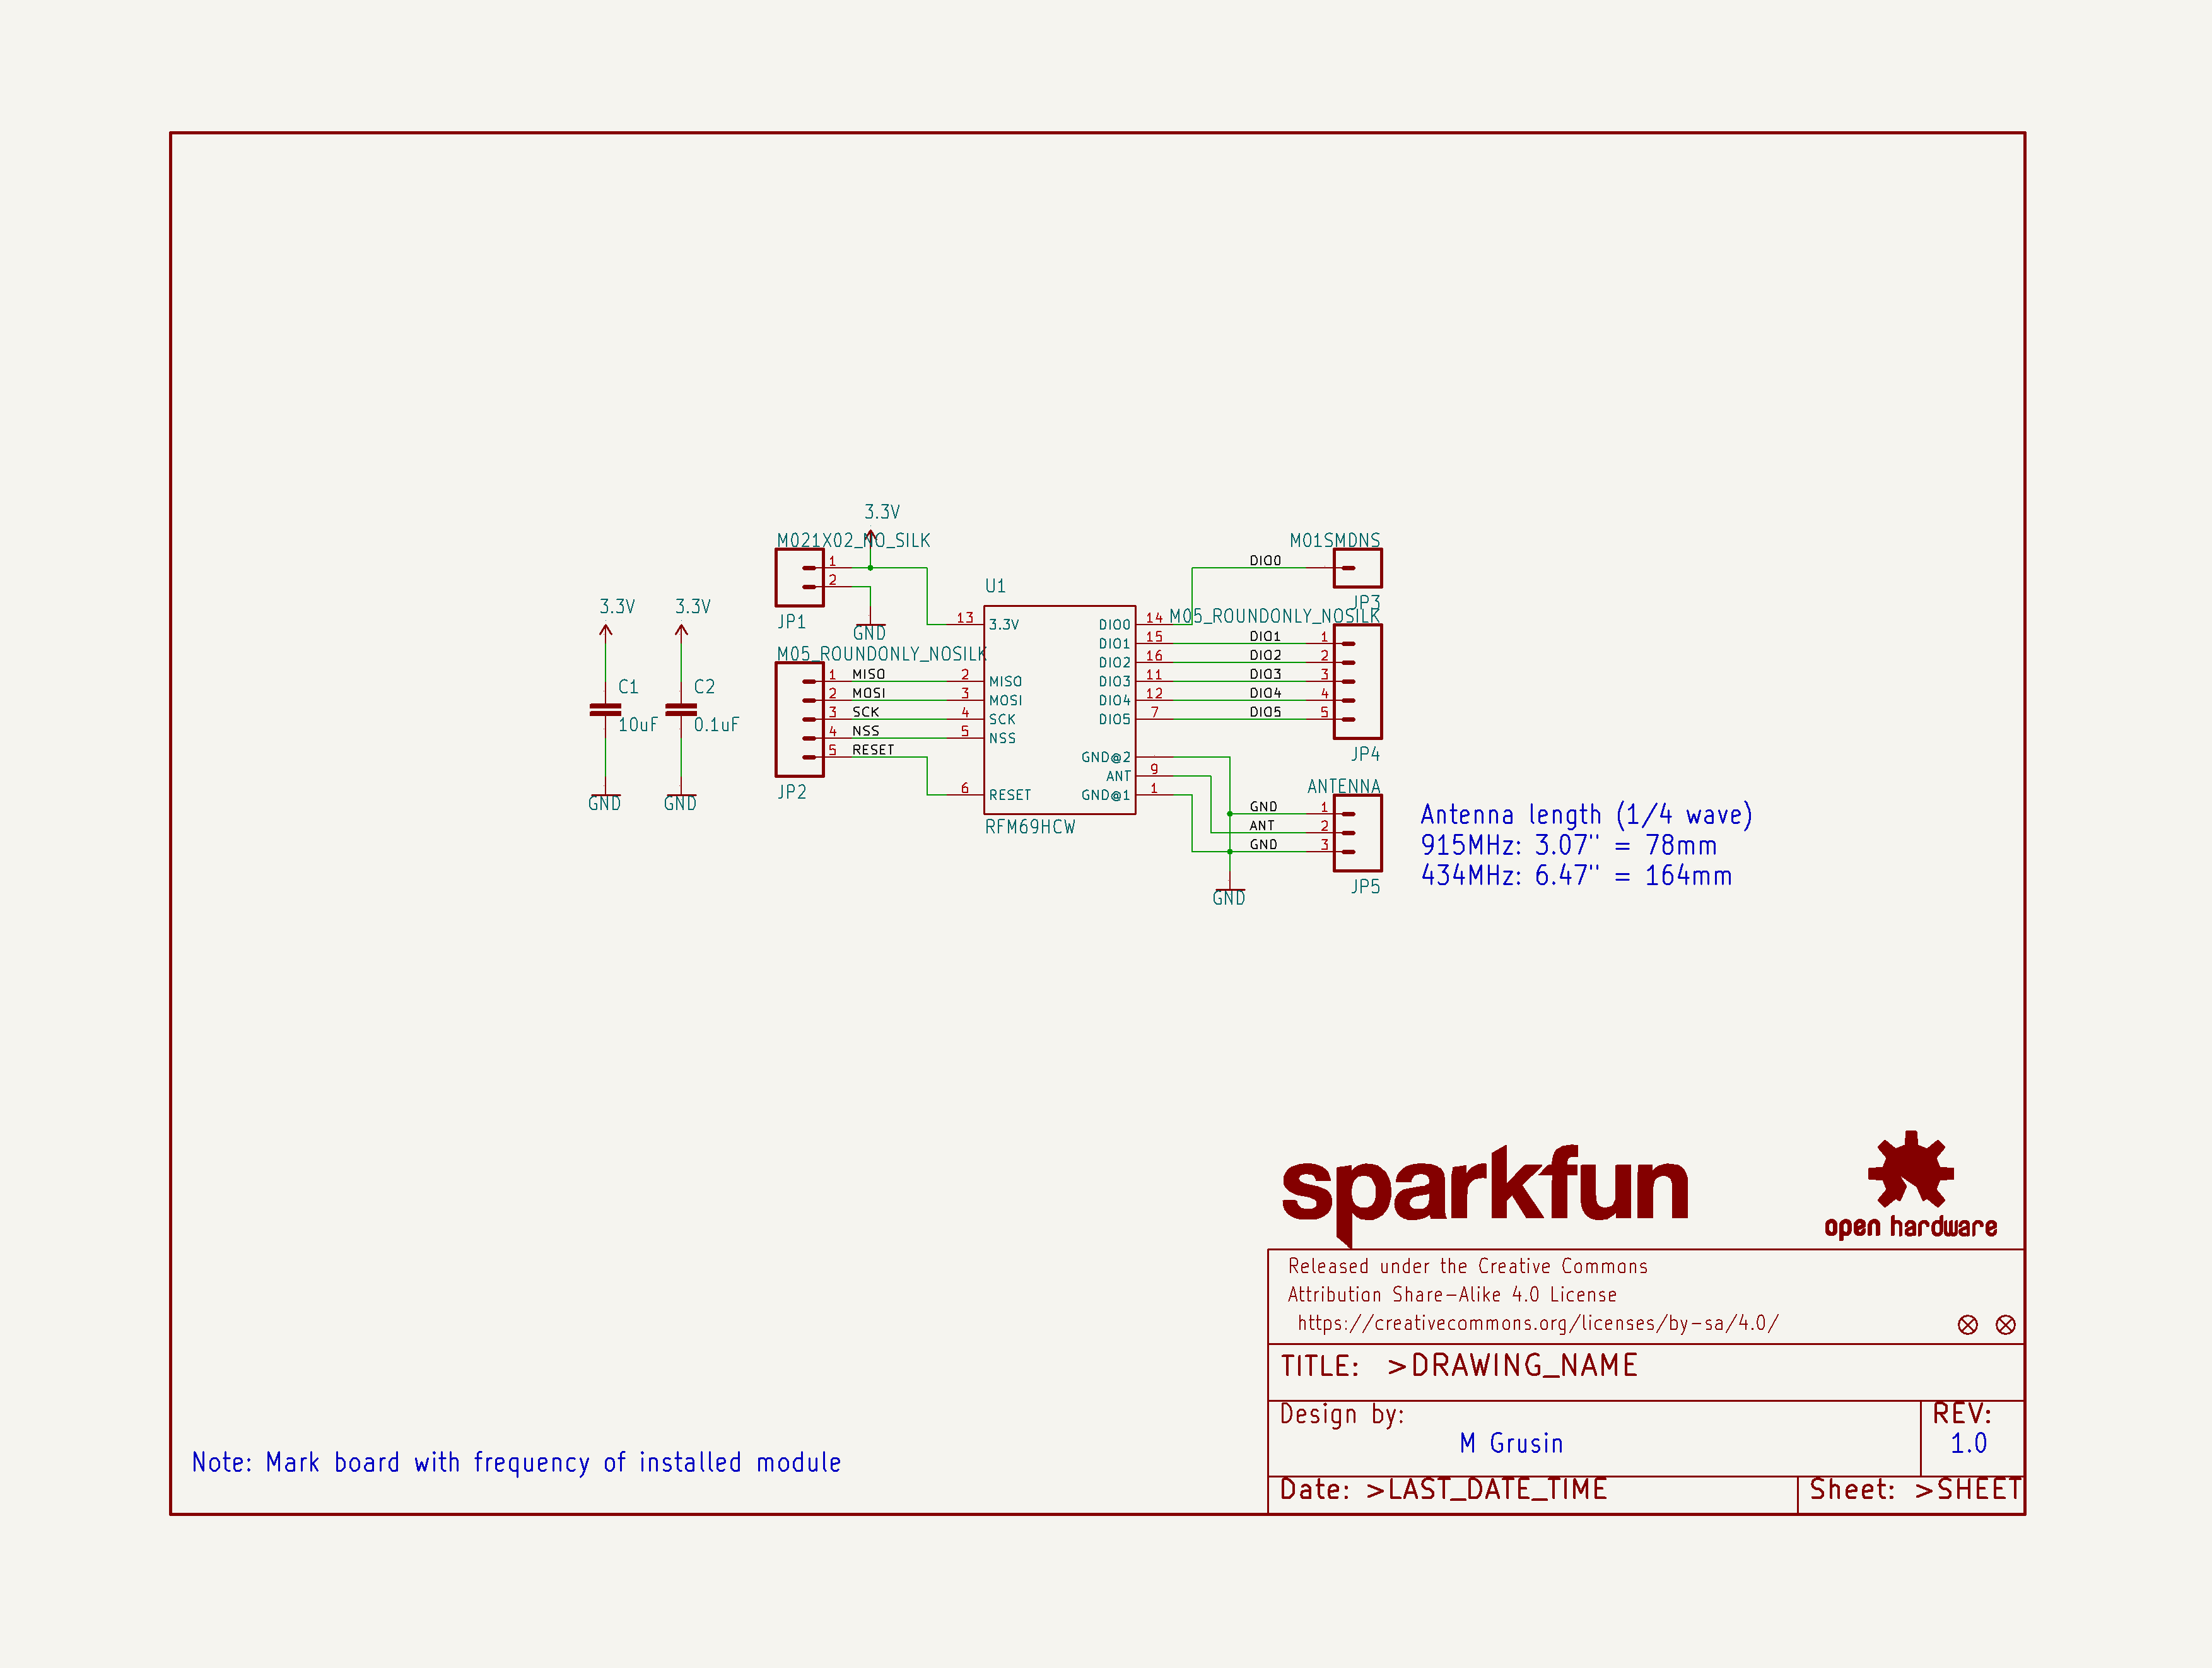 3.3V
M021X02_NO_SILK
1
2
JP1
GND
3.3V
3.3V
C1
10uF
C2
0.1uF
GND
GND
M05_ROUNDONLY_NOSILK
1 MISO 2
2 MOSI 3
3 SCK 4
4 NSS 5
5 RESET
6
JP2
U1
13 3.3V
MISO
MOSI
SCK
NSS
RESET
DIO0 14
DIO1 15
DIO2 16
DIO3 11
DIO4 12
DIO5 7
GND@2
ANT 9
GND@1 1
RFM69HCW
M01SMDNS
DIO0
JP3
M05_ROUNDONLY_NOSILK
DIO1 1
DIO2 2
DIO3 3
DIO4 4
DIO5 5
JP4
ANTENNA
GND 1
ANT 2
GND 3
JP5
GND
Antenna length (1/4 wave)
915MHz: 3.07" = 78mm
434MHz: 6.47" = 164mm
sparkfun
open hardware
Released under the Creative Commons
Attribution Share-Alike 4.0 License
https://creativecommons.org/licenses/by-sa/4.0/
TITLE: >DRAWING_NAME
Design by:
M Grusin
REV:
1.0
Date: >LAST_DATE_TIME
Sheet: >SHEET
Note: Mark board with frequency of installed module